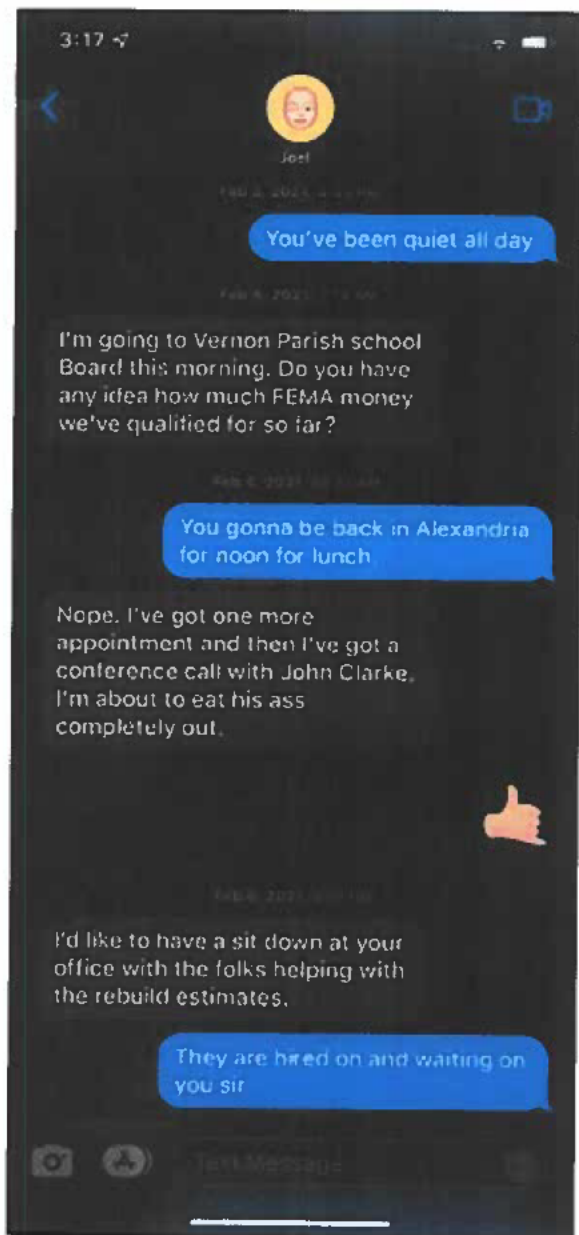 3:17
Joel
You've been quiet all day
I'm going to Vernon Parish school
Board this morning. Do you have
any idea how much FEMA money
we've qualified for so far?
You gonna be back in Alexandria
for noon for lunch
Nope. I've got one more
appointment and then I've got a
conference call with John Clarke.
I'm about to eat his ass
completely out.
I'd like to have a sit down at your
office with the folks helping with
the rebuild estimates.
They are hired on and waiting on
you sir
Text Message